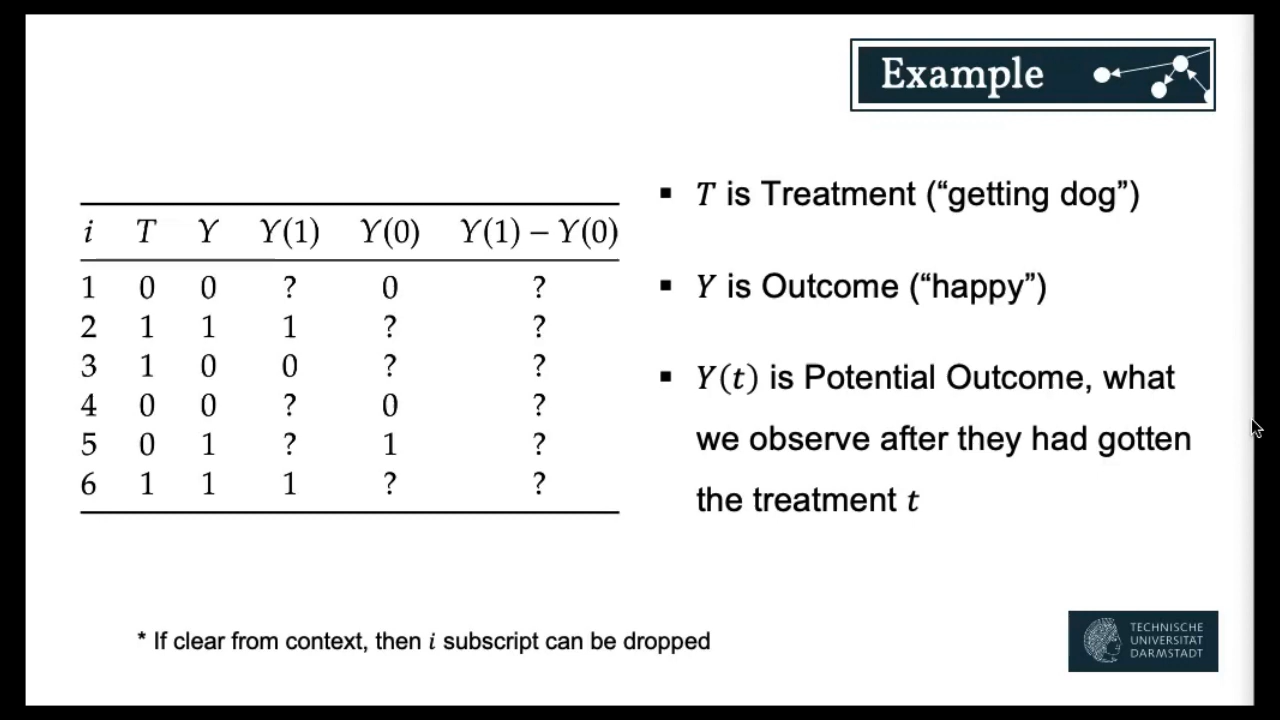 Example
i T Y Y(1) Y(0) Y(1) − Y(0)
1 0 0 ? 0 ?
2 1 1 1 ? ?
3 1 0 0 ? ?
4 0 0 ? 0 ?
5 0 1 ? 1 ?
6 1 1 1 ? ?
▪ T is Treatment (“getting dog”)
▪ Y is Outcome (“happy”)
▪ Y(t) is Potential Outcome, what
we observe after they had gotten
the treatment t
* If clear from context, then i subscript can be dropped
TECHNISCHE
UNIVERSITÄT
DARMSTADT